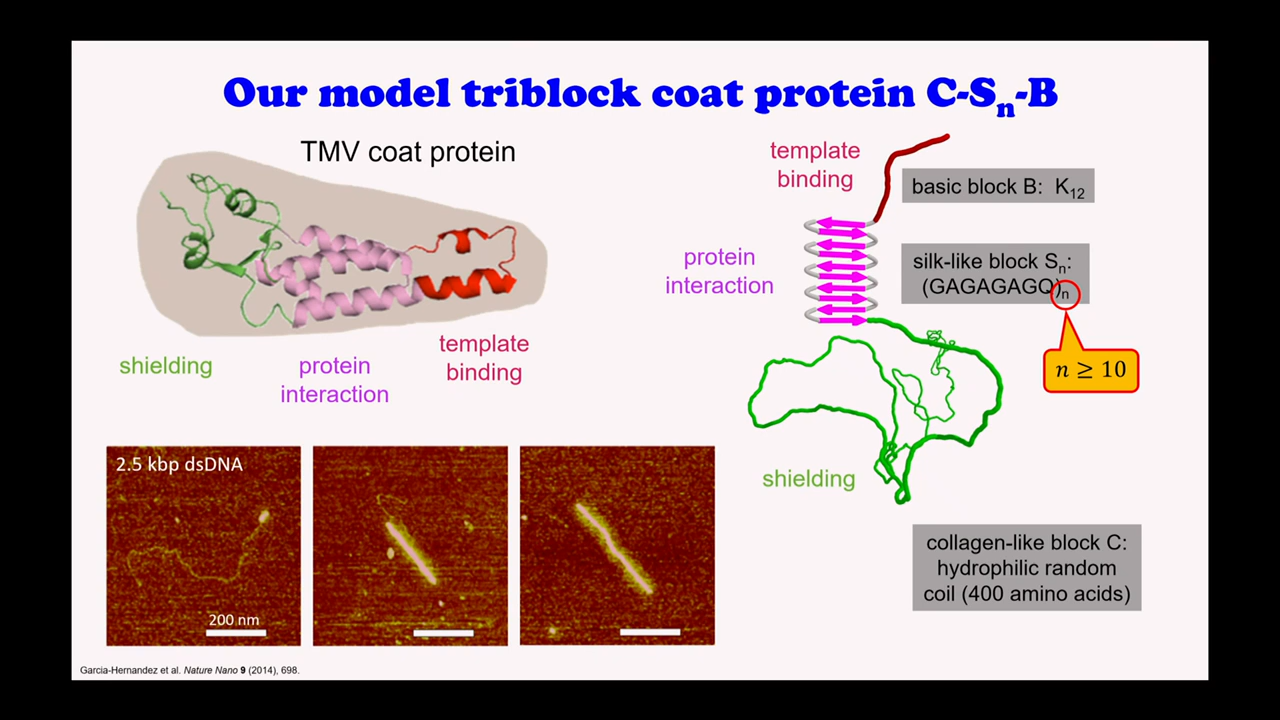 Our model triblock coat protein C-Sn-B
TMV coat protein
shielding
protein
interaction
template
binding
template
binding
basic block B: K12
protein
interaction
silk-like block Sn:
(GAGAGAGQ)n
n ≥ 10
shielding
collagen-like block C:
hydrophilic random
coil (400 amino acids)
2.5 kbp dsDNA
200 nm
Garcia-Hernandez et al. Nature Nano 9 (2014), 698.